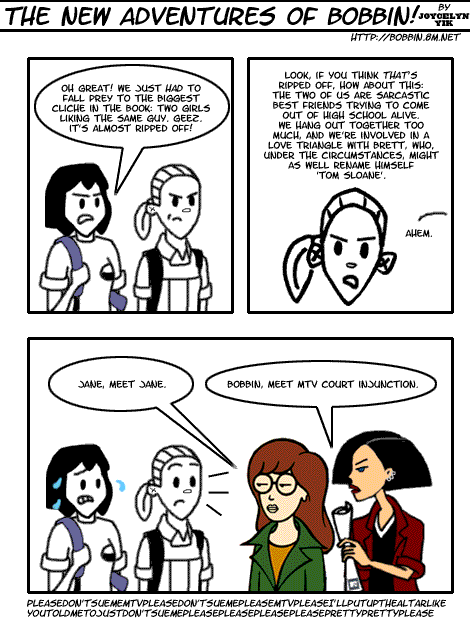 THE NEW ADVENTURES OF BOBBIN!
BY
JOYCELYN
YIK
HTTP://BOBBIN.8M.NET
OH GREAT! WE JUST HAD TO
FALL PREY TO THE BIGGEST
CLICHE IN THE BOOK: TWO GIRLS
LIKING THE SAME GUY. GEEZ.
IT'S ALMOST RIPPED OFF!
LOOK, IF YOU THINK THAT'S
RIPPED OFF, HOW ABOUT THIS:
THE TWO OF US ARE SARCASTIC
BEST FRIENDS TRYING TO COME
OUT OF HIGH SCHOOL ALIVE.
WE HANG OUT TOGETHER TOO
MUCH, AND WE'RE INVOLVED IN A
LOVE TRIANGLE WITH BRETT, WHO,
UNDER THE CIRCUMSTANCES, MIGHT
AS WELL RENAME HIMSELF
'TOM SLOANE'.
AHEM.
JANE, MEET JANE.
BOBBIN, MEET MTV COURT INJUNCTION.
PLEASEDON'TSUEMEMTVPLEASEDON'TSUEMEPLEASEMTVPLEASEI'LLPUTUPTHEALTARLIKE
YOUTOLDMETOJUSTDON'TSUEMEPLEASEPLEASEPLEASEPLEASEPRETTYPRETTYPLEASE